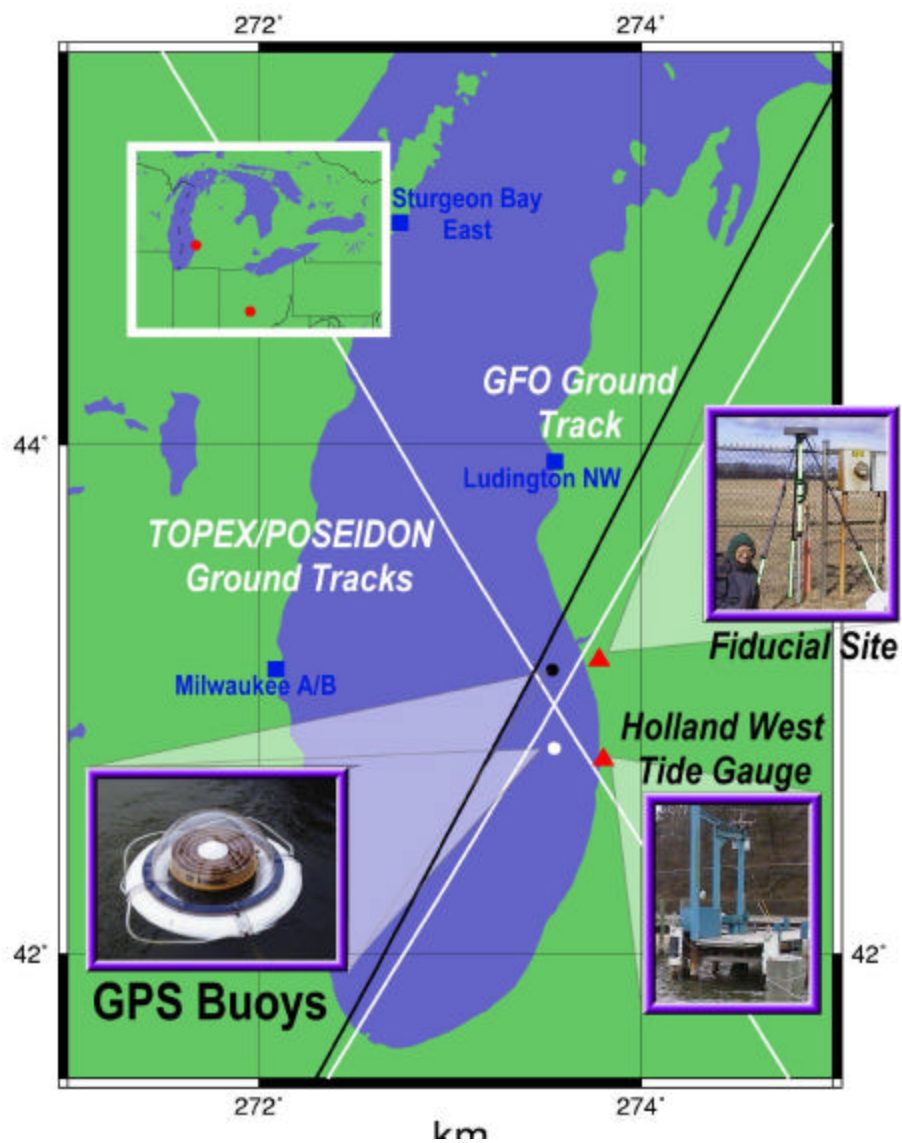 272°
274°
Sturgeon Bay
East
GFO Ground
Track
44°
Ludington NW
TOPEX/POSEIDON
Ground Tracks
Fiducial Site
Milwaukee A/B
Holland West
Tide Gauge
42°
42°
GPS Buoys
272°
274°
km